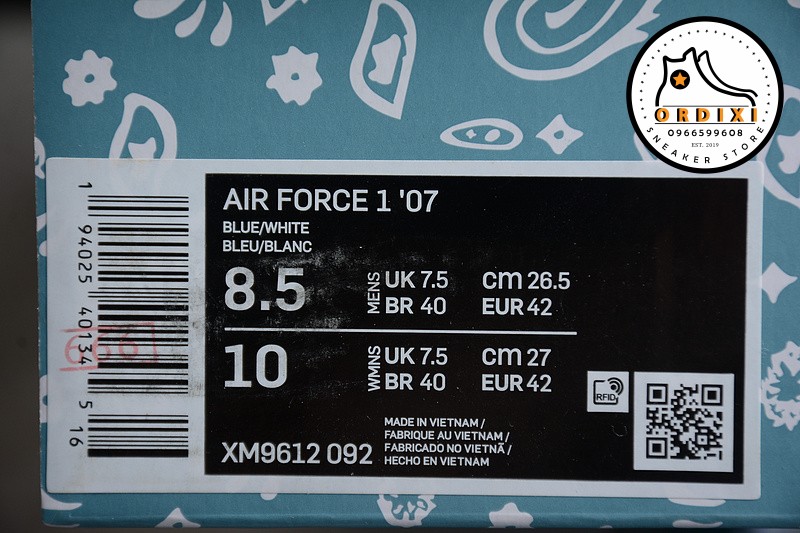 ORDIXI
0966599608
EST. 2019
SNEAKER STORE
AIR FORCE 1 '07
BLUE/WHITE
BLEU/BLANC
8.5
MENS
UK 7.5
cm 26.5
BR 40
EUR 42
10
WMNS
UK 7.5
cm 27
BR 40
EUR 42
RFID
XM9612 092
MADE IN VIETNAM /
FABRIQUE AU VIETNAM /
FABRICADO NO VIETNÃ /
HECHO EN VIETNAM
1 94025 40134 5 16